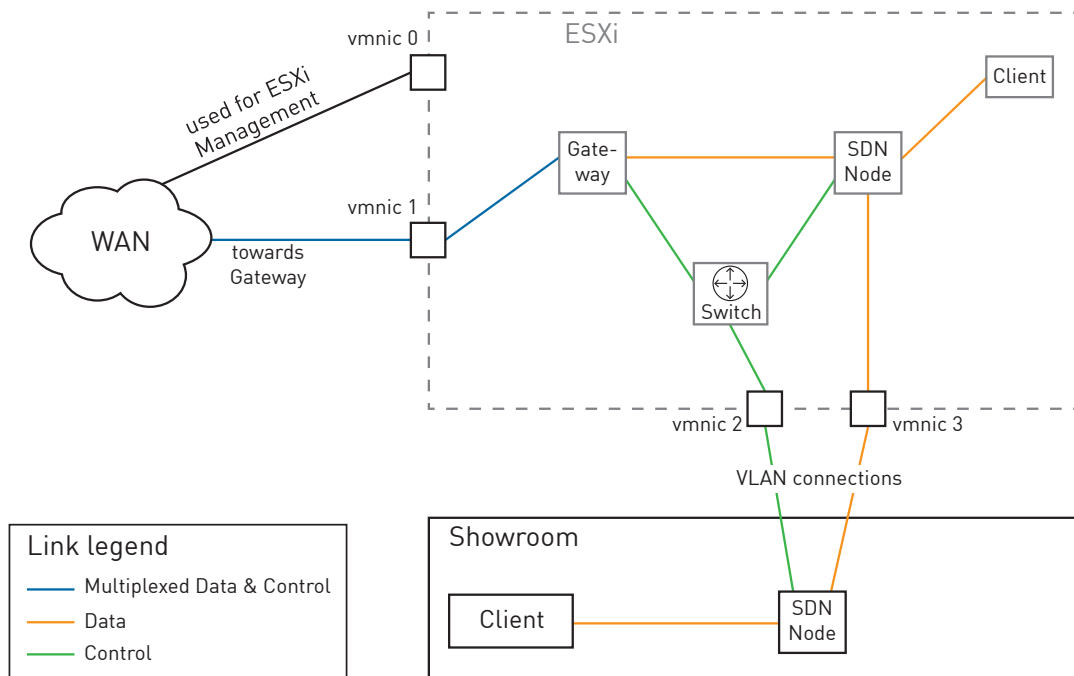 ESXi
vmnic 0
Client
used for ESXi
Management
Gate-
way
SDN
Node
vmnic 1
WAN
towards
Gateway
Switch
vmnic 2
vmnic 3
VLAN connections
Link legend
Multiplexed Data & Control
Data
Control
Showroom
Client
SDN
Node